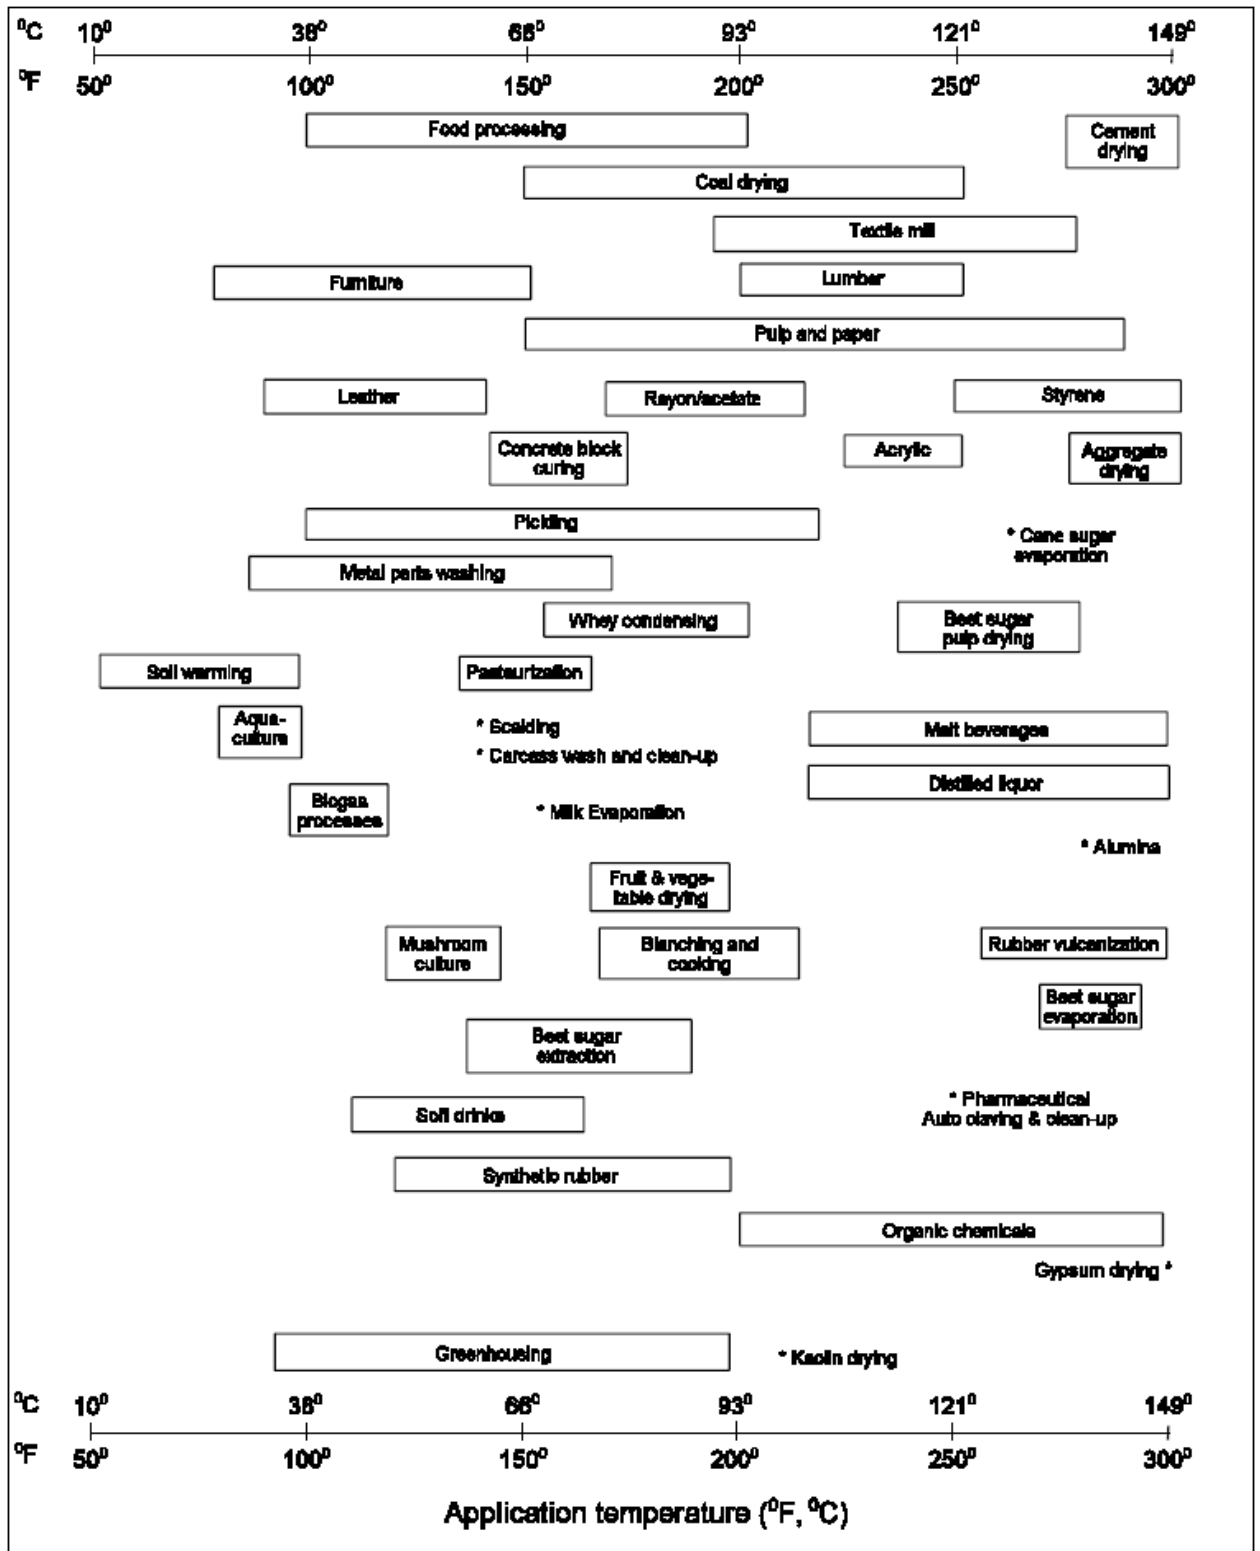 ⁰C 10⁰ 38⁰ 66⁰ 93⁰ 121⁰ 149⁰
⁰F 50⁰ 100⁰ 150⁰ 200⁰ 250⁰ 300⁰
Food processing
Cement
drying
Coal drying
Textile mill
Furniture
Lumber
Pulp and paper
Leather
Rayon/acetate
Styrene
Concrete block
curing
Acrylic
Aggregate
drying
Pickling
* Cane sugar
evaporation
Metal parts washing
Whey condensing
Beet sugar
pulp drying
Soil warming
Pasteurization
Aqua-
culture
* Scalding
* Carcass wash and clean-up
Malt beverages
Distilled liquor
Biogas
processes
* Milk Evaporation
* Alumina
Fruit & vege-
table drying
Mushroom
culture
Blanching and
cooking
Rubber vulcanization
Beet sugar
evaporation
Beet sugar
extraction
Soft drinks
* Pharmaceutical
Auto claving & clean-up
Synthetic rubber
Organic chemicals
Gypsum drying *
Greenhousing
* Kaolin drying
⁰C 10⁰ 38⁰ 66⁰ 93⁰ 121⁰ 149⁰
⁰F 50⁰ 100⁰ 150⁰ 200⁰ 250⁰ 300⁰
Application temperature (⁰F, ⁰C)